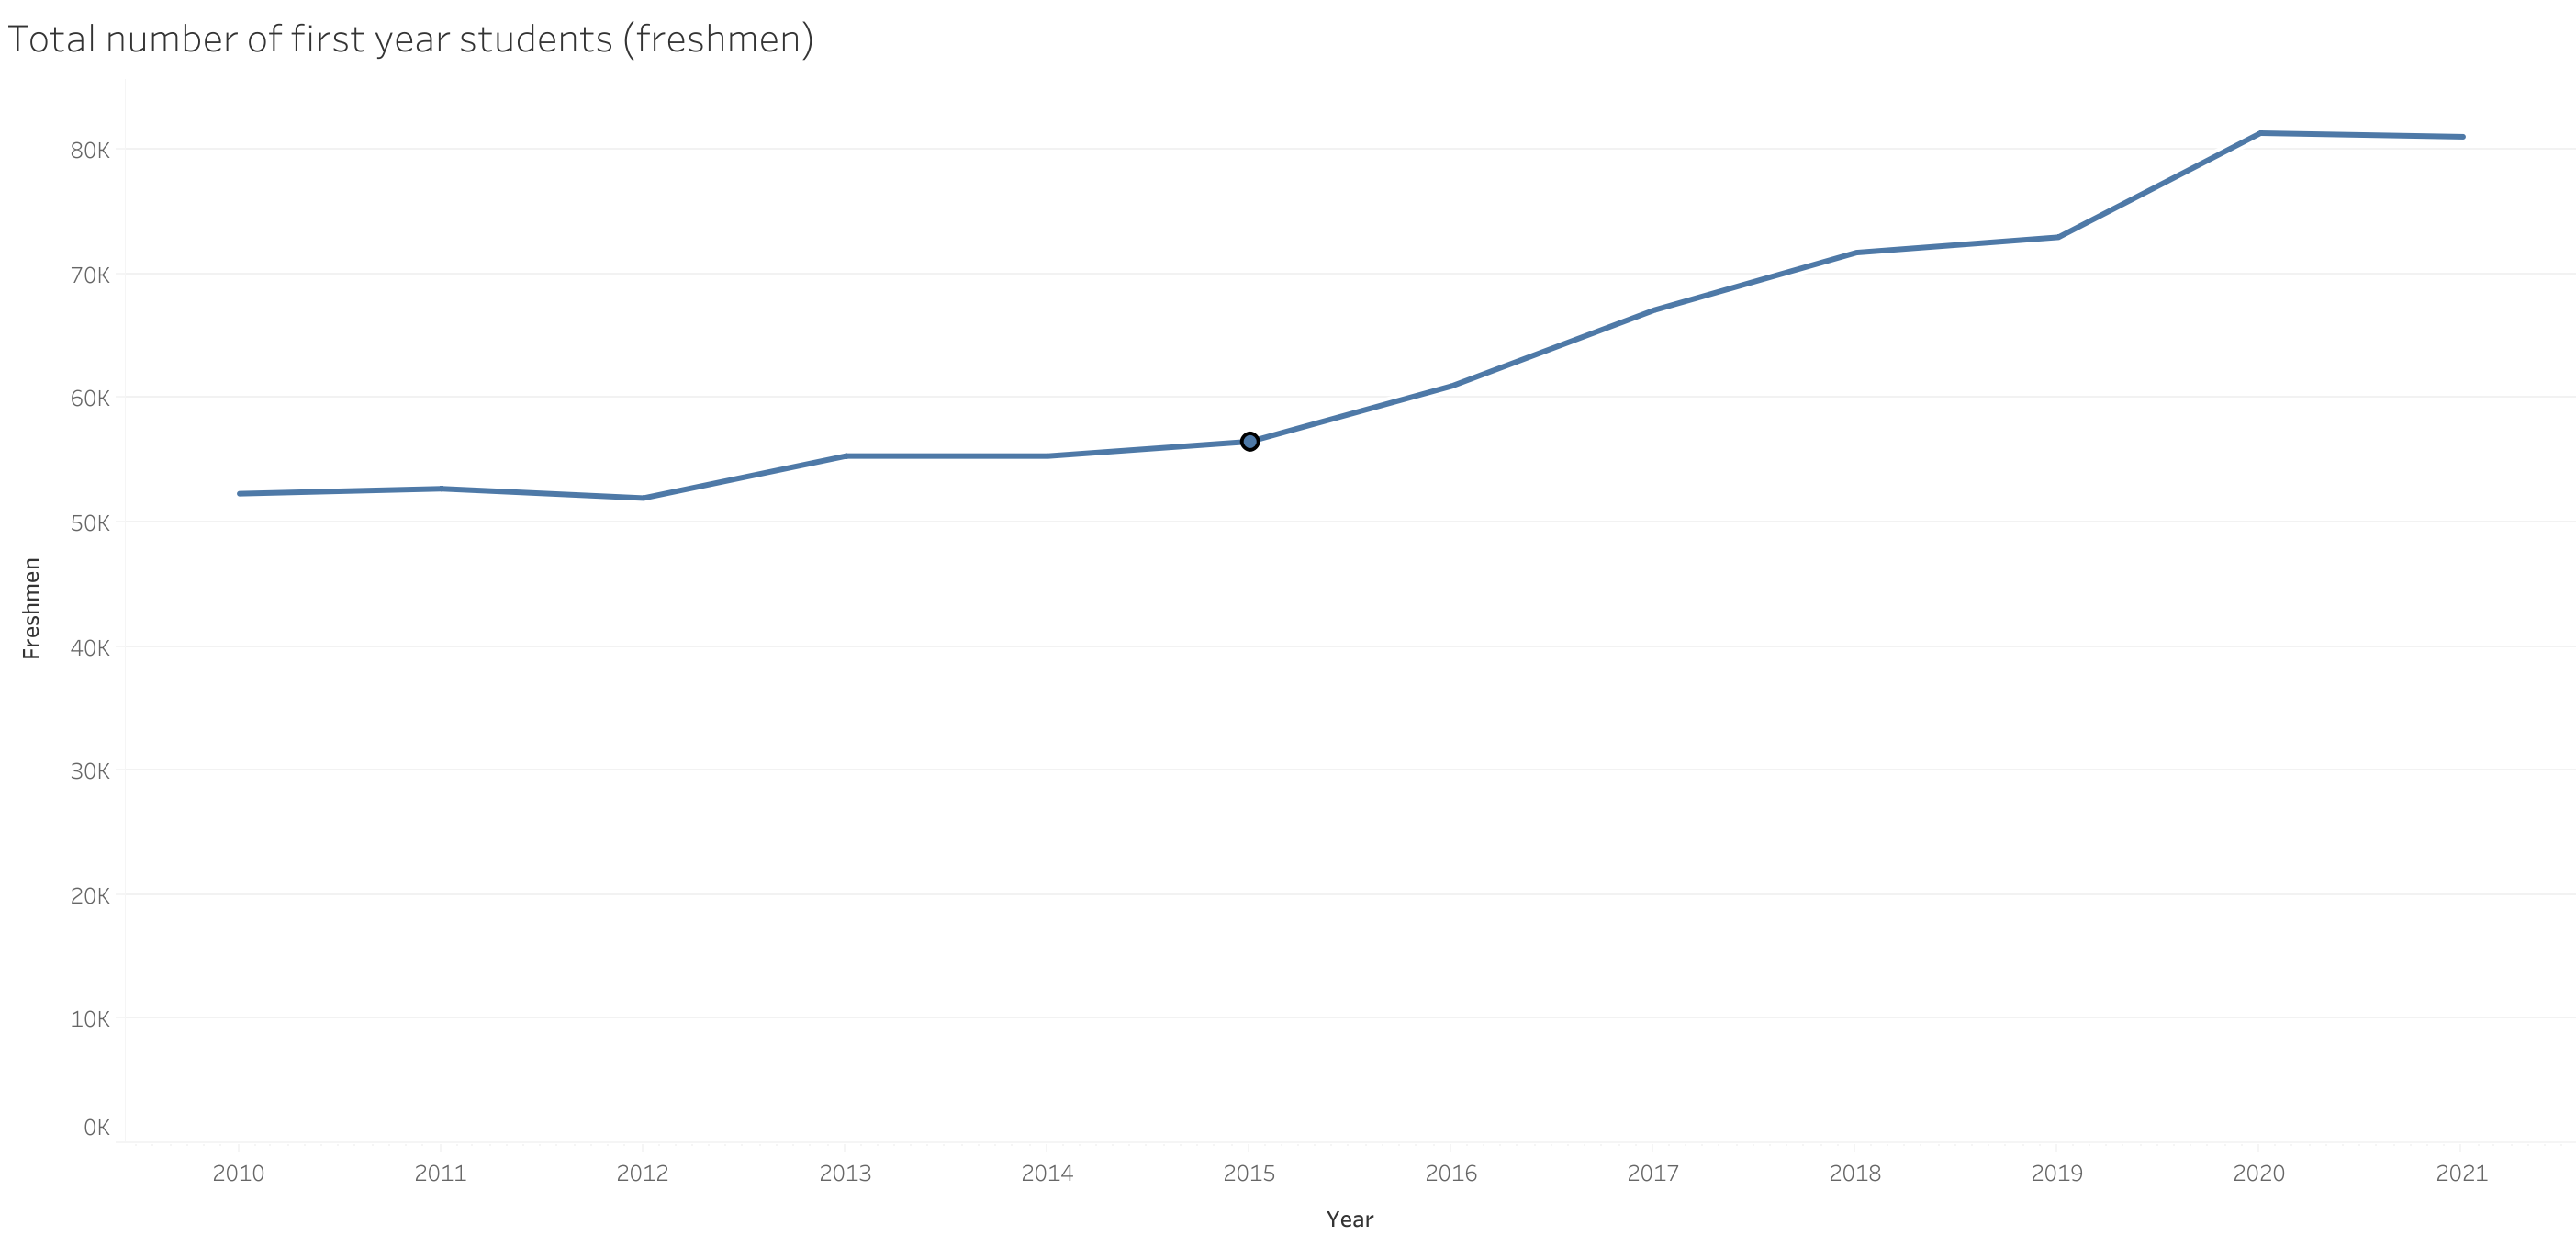 Total number of first year students (freshmen)
80K
70K
60K
50K
40K
30K
20K
10K
0K
Freshmen
2010 2011 2012 2013 2014 2015 2016 2017 2018 2019 2020 2021
Year